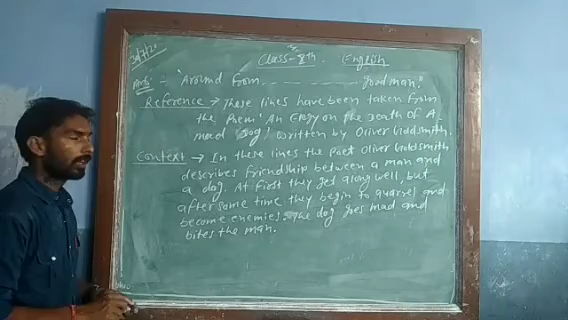 Class-8th English
Ans: - 'Around from ... good man."
Reference → These lines have been taken from
the Poem 'An Elegy on the Death of A
mad Dog' written by Oliver Goldsmith.
Context → In these lines the Poet Oliver Goldsmith
describes friendship between a man and
a dog. At first they get along well, but
after some time they begin to quarrel and
become enemies. The dog goes mad and
bites the man.